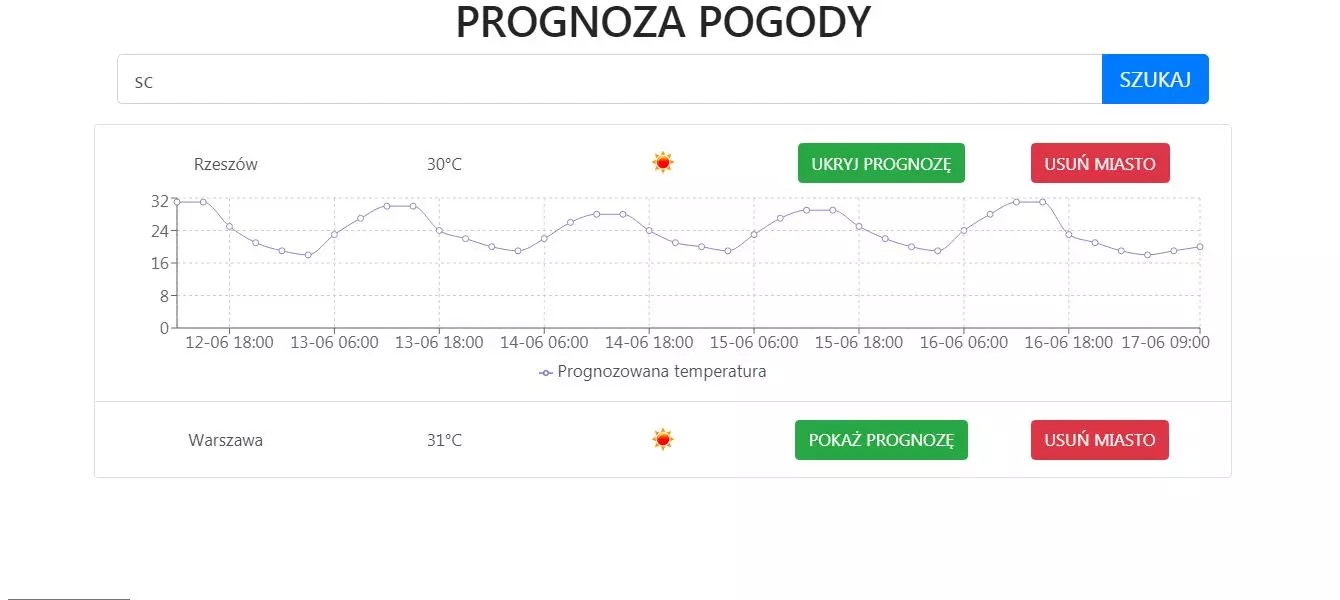 PROGNOZA POGODY
sc SZUKAJ
Rzeszów 30°C UKRYJ PROGNOZĘ USUŃ MIASTO
32
24
16
8
0
12-06 18:00 13-06 06:00 13-06 18:00 14-06 06:00 14-06 18:00 15-06 06:00 15-06 18:00 16-06 06:00 16-06 18:00 17-06 09:00
Prognozowana temperatura
Warszawa 31°C POKAŻ PROGNOZĘ USUŃ MIASTO